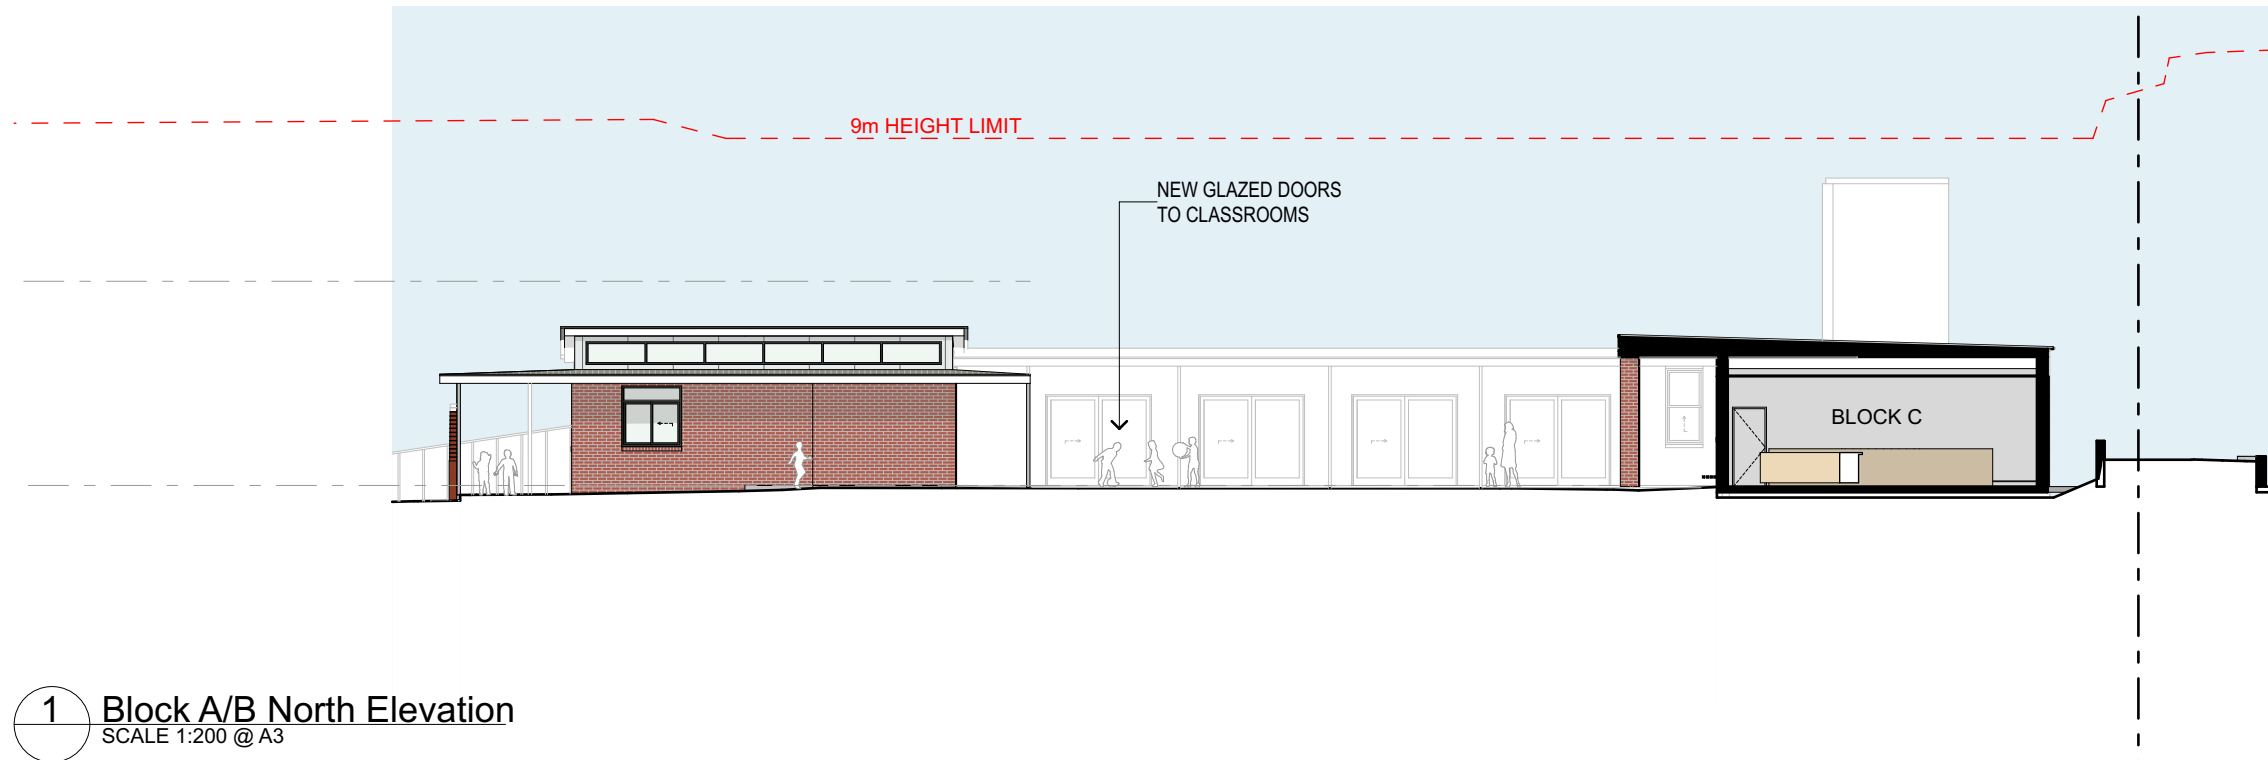 9m HEIGHT LIMIT
NEW GLAZED DOORS
TO CLASSROOMS
BLOCK C
1
Block A/B North Elevation
SCALE 1:200 @ A3